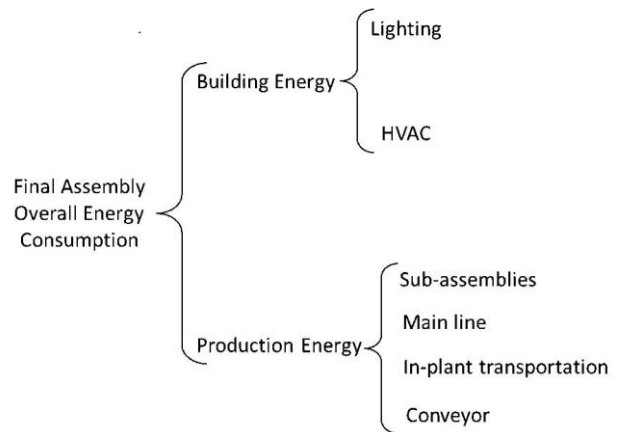 Lighting
Building Energy
HVAC
Final Assembly
Overall Energy
Consumption
Sub-assemblies
Main line
Production Energy
In-plant transportation
Conveyor